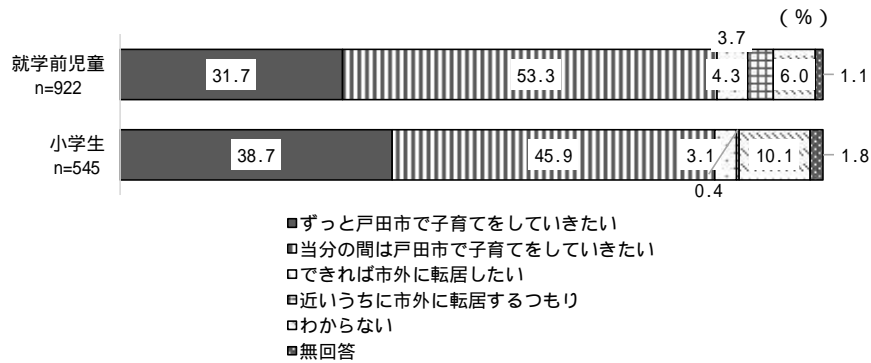 （％）
3.7
就学前児童
n=922
31.7
53.3
4.3
6.0
1.1
小学生
n=545
38.7
45.9
3.1
10.1
1.8
0.4
ずっと戸田市で子育てをしていきたい
当分の間は戸田市で子育てをしていきたい
できれば市外に転居したい
近いうちに市外に転居するつもり
わからない
無回答